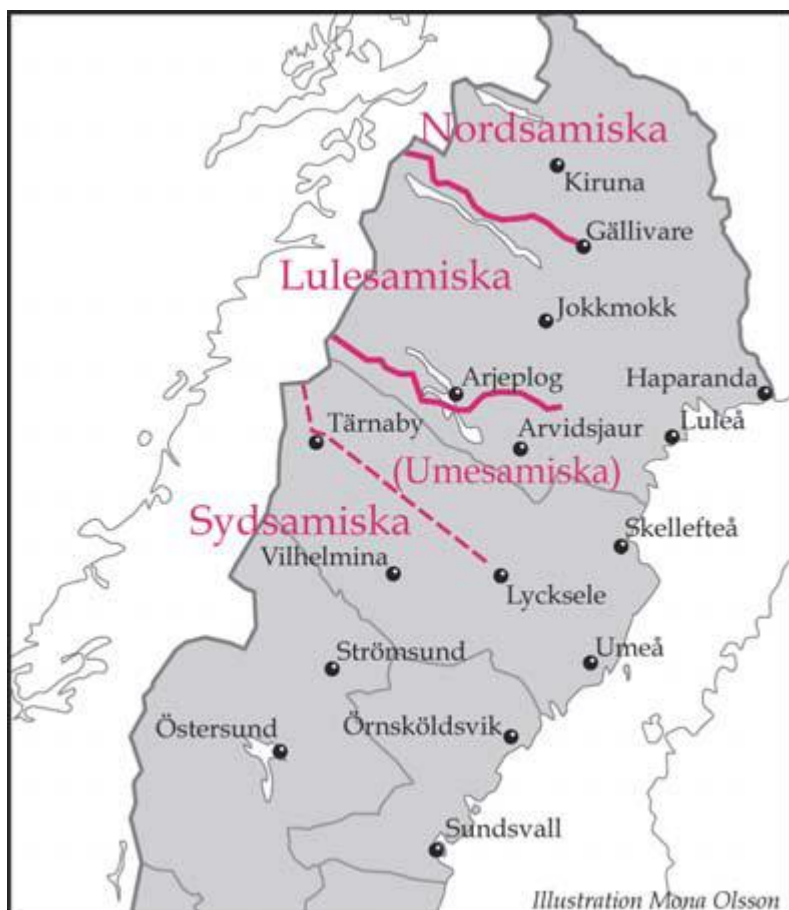 Nordsamiska
Kiruna
Gällivare
Lulesamiska
Jokkmokk
Arjeplog
Haparanda
Tärnaby
Arvidsjaur
Luleå
(Umesamiska)
Sydsamiska
Skellefteå
Vilhelmina
Lycksele
Strömsund
Umeå
Östersund
Örnsköldsvik
Sundsvall
Illustration Mona Olsson